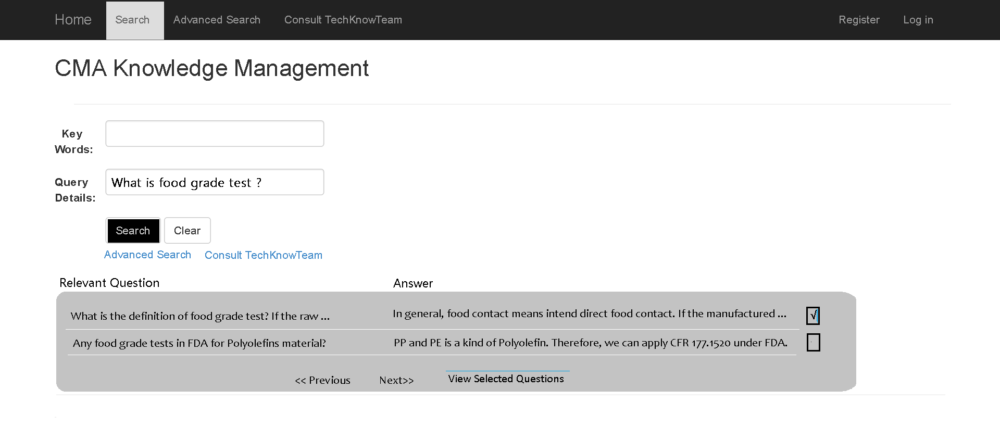 Home Search Advanced Search Consult TechKnowTeam Register Log in
CMA Knowledge Management
Key
Words:
Query
Details:
What is food grade test ?
Search Clear
Advanced Search Consult TechKnowTeam
Relevant Question Answer
What is the definition of food grade test? If the raw ... In general, food contact means intend direct food contact. If the manufactured ... √
Any food grade tests in FDA for Polyolefins material? PP and PE is a kind of Polyolefin. Therefore, we can apply CFR 177.1520 under FDA.
<< Previous Next>> View Selected Questions